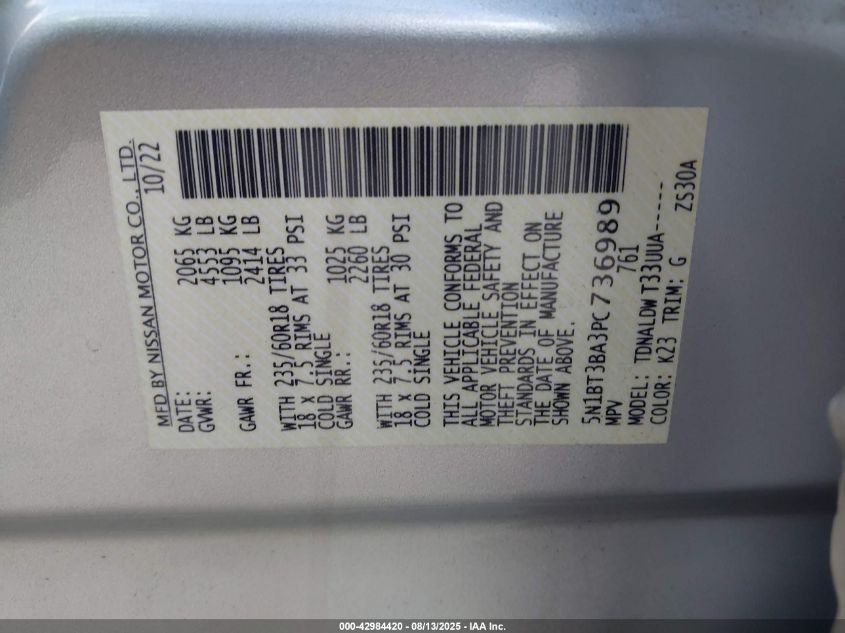 MFD BY NISSAN MOTOR CO., LTD.
DATE: 10/22
GVWR: 2065 KG
4553 LB
GAWR FR.: 1095 KG
2414 LB
WITH 235/60R18 TIRES
18 X 7.5 RIMS AT 33 PSI
COLD SINGLE
GAWR RR.: 1025 KG
2260 LB
WITH 235/60R18 TIRES
18 X 7.5 RIMS AT 30 PSI
COLD SINGLE
THIS VEHICLE CONFORMS TO
ALL APPLICABLE FEDERAL
MOTOR VEHICLE SAFETY AND
THEFT PREVENTION
STANDARDS IN EFFECT ON
THE DATE OF MANUFACTURE
SHOWN ABOVE.
5N1BT3BA3PC736989
MPV 761
MODEL: TDNALDWT33UUA-----
COLOR: K23 TRIM: G ZS30A
000-42984420 - 08/13/2025 - IAA Inc.